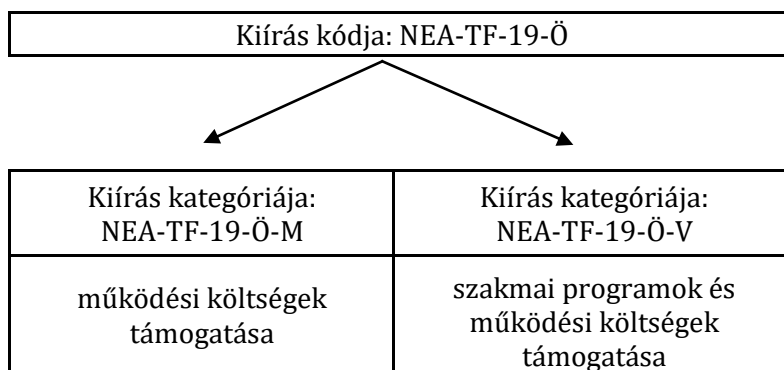 Kiírás kódja: NEA-TF-19-Ö
Kiírás kategóriája:
NEA-TF-19-Ö-M
Kiírás kategóriája:
NEA-TF-19-Ö-V
működési költségek
támogatása
szakmai programok és
működési költségek
támogatása